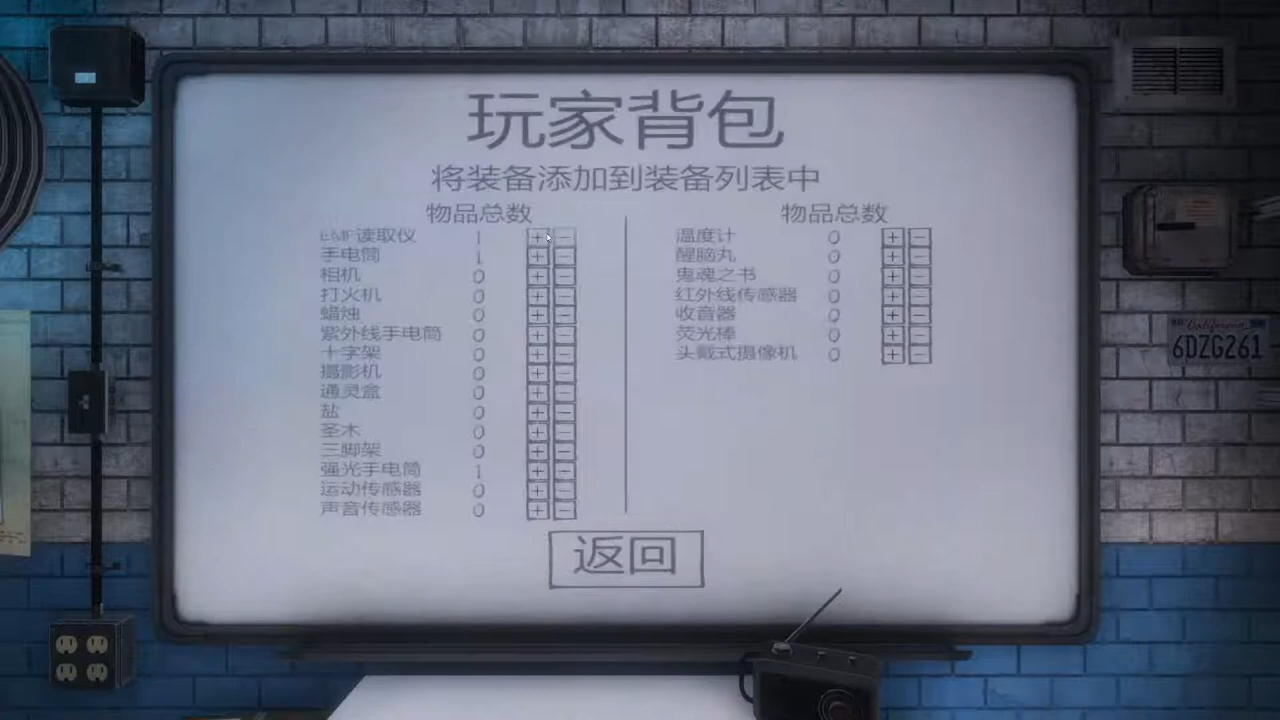 玩家背包
将装备添加到装备列表中
物品总数
EMF读取仪 1 + −
手电筒 1 + −
相机 0 + −
打火机 0 + −
蜡烛 0 + −
紫外线手电筒 0 + −
十字架 0 + −
摄影机 0 + −
通灵盒 0 + −
盐 0 + −
圣木 0 + −
三脚架 0 + −
强光手电筒 1 + −
运动传感器 0 + −
声音传感器 0 + −
物品总数
温度计 0 + −
醒脑丸 0 + −
鬼魂之书 0 + −
红外线传感器 0 + −
收音器 0 + −
荧光棒 0 + −
头戴式摄像机 0 + −
返回
California
6DZG261